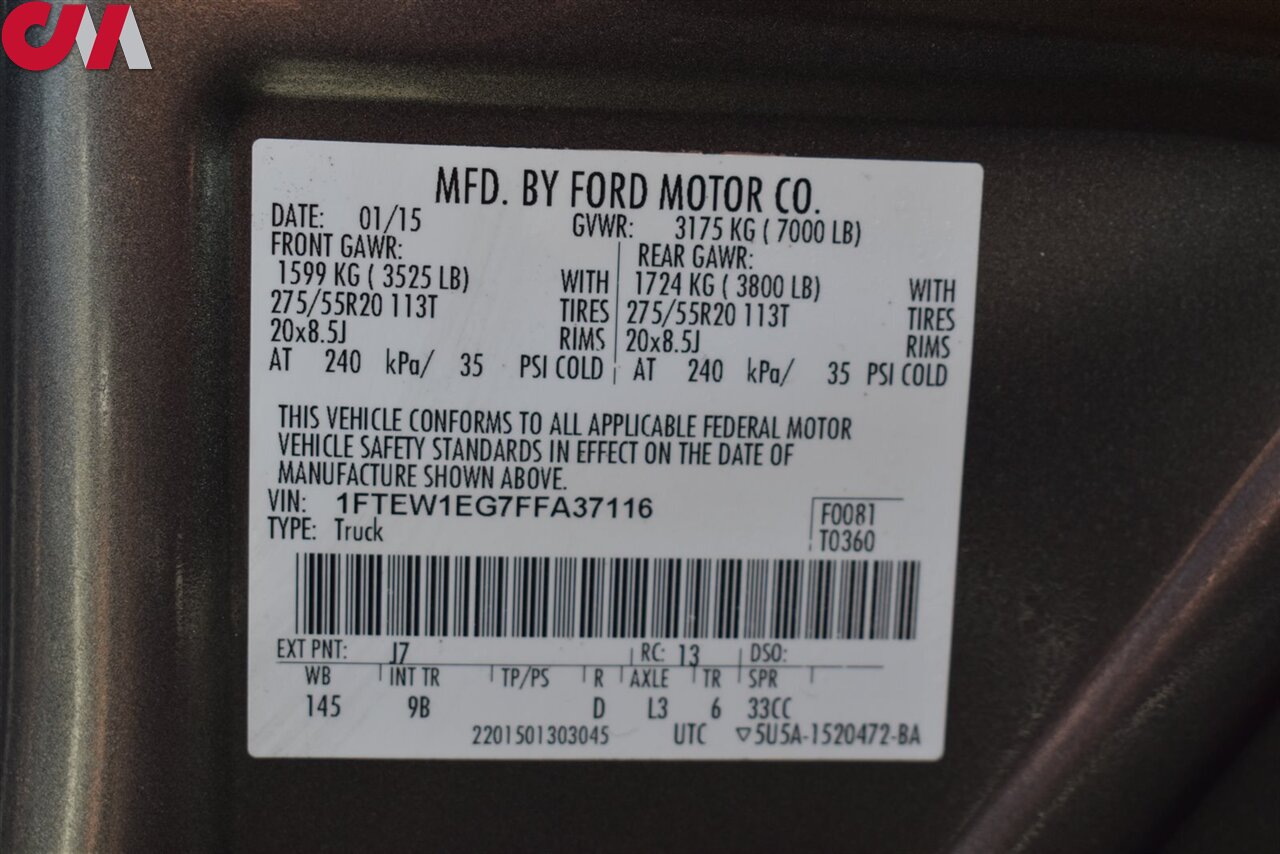 CMA
MFD. BY FORD MOTOR CO.
DATE: 01/15 GVWR: 3175 KG ( 7000 LB)
FRONT GAWR: REAR GAWR:
1599 KG ( 3525 LB) WITH 1724 KG ( 3800 LB) WITH
275/55R20 113T TIRES 275/55R20 113T TIRES
20x8.5J RIMS 20x8.5J RIMS
AT 240 kPa/ 35 PSI COLD AT 240 kPa/ 35 PSI COLD
THIS VEHICLE CONFORMS TO ALL APPLICABLE FEDERAL MOTOR
VEHICLE SAFETY STANDARDS IN EFFECT ON THE DATE OF
MANUFACTURE SHOWN ABOVE.
VIN: 1FTEW1EG7FFA37116
TYPE: Truck
F0081
T0360
EXT PNT: J7 RC: 13 DSO:
WB INT TR TP/PS R AXLE TR SPR
145 9B D L3 6 33CC
2201501303045 UTC ▽5U5A-1520472-BA